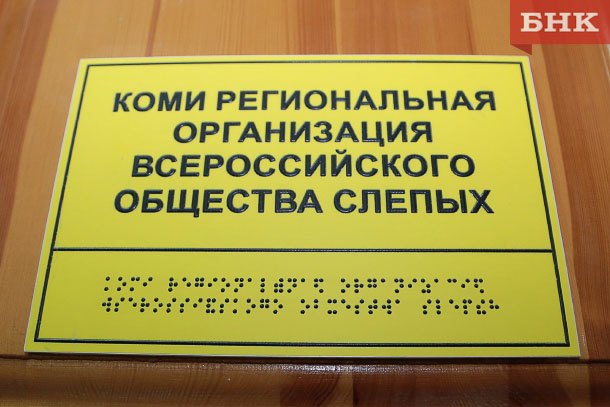 БНК
КОМИ РЕГИОНАЛЬНАЯ
ОРГАНИЗАЦИЯ
ВСЕРОССИЙСКОГО
ОБЩЕСТВА СЛЕПЫХ